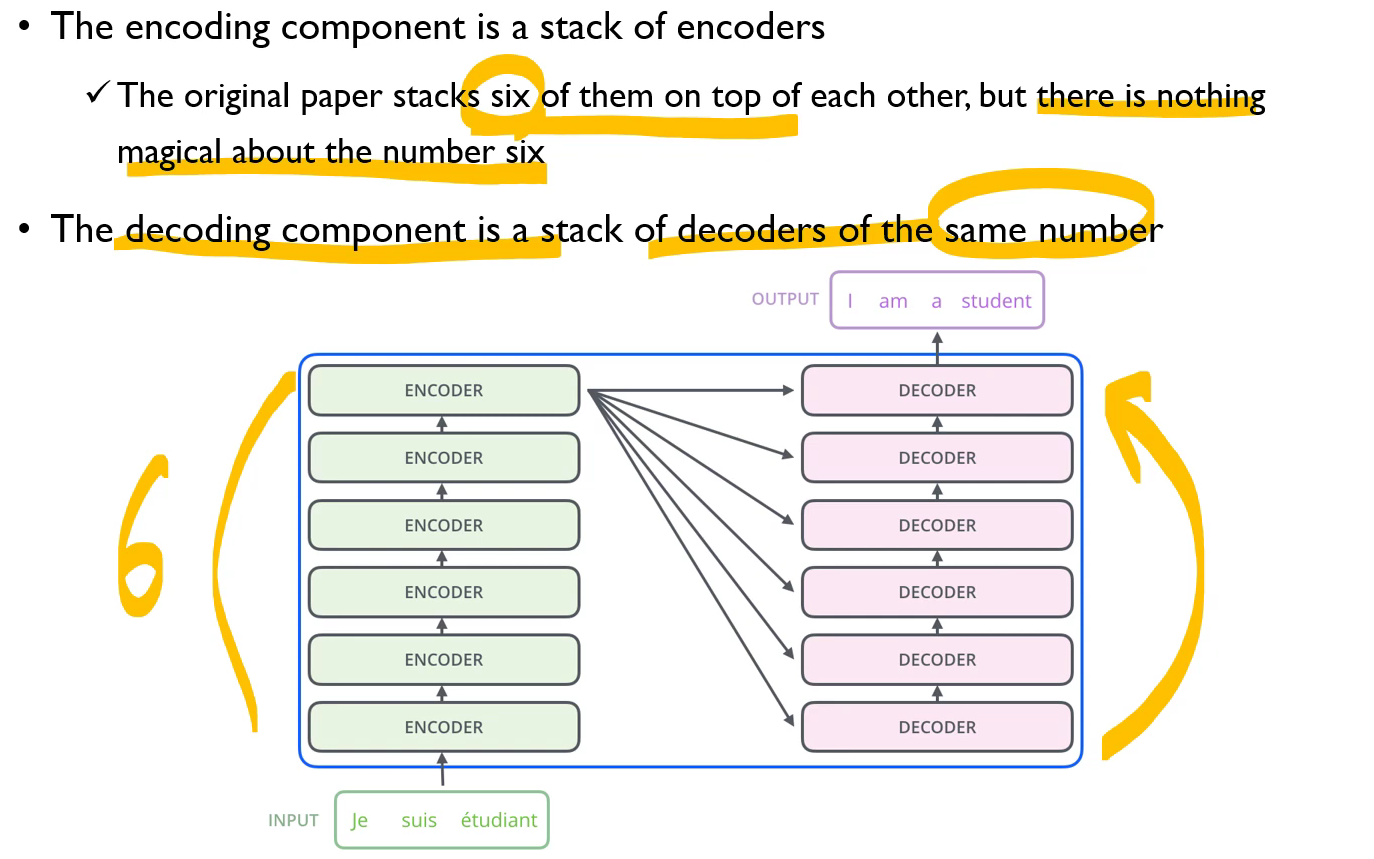 • The encoding component is a stack of encoders
✓ The original paper stacks six of them on top of each other, but there is nothing
magical about the number six
• The decoding component is a stack of decoders of the same number
OUTPUT I am a student
ENCODER DECODER
ENCODER DECODER
ENCODER DECODER
6
ENCODER DECODER
ENCODER DECODER
ENCODER DECODER
INPUT Je suis étudiant